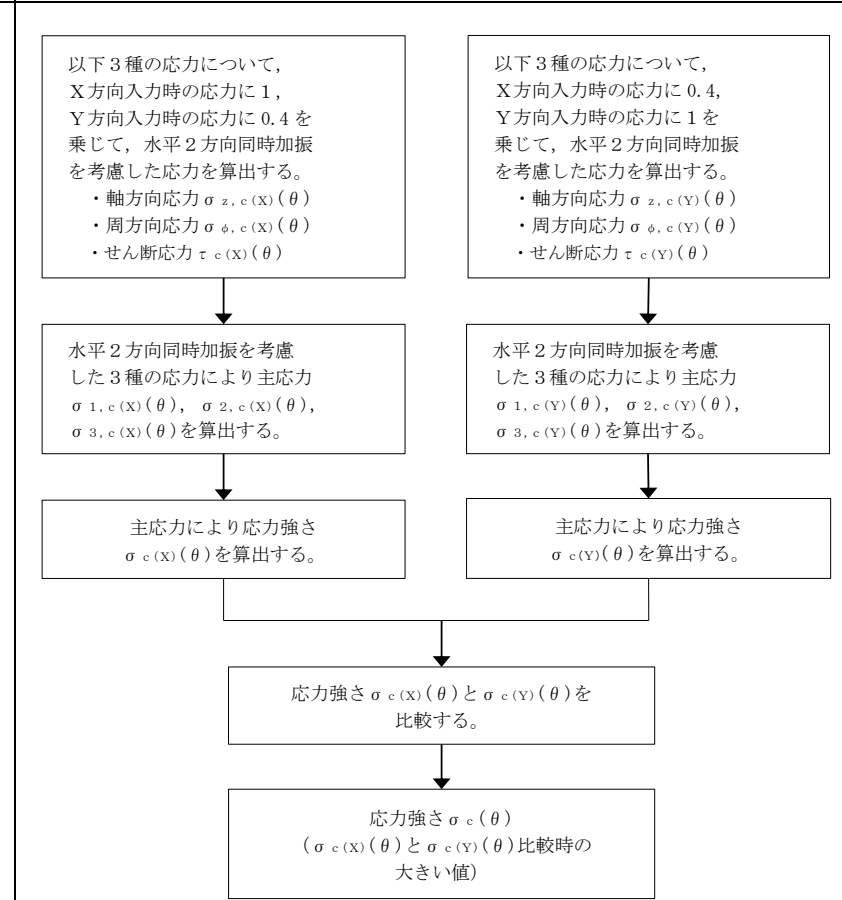 以下3種の応力について,
X方向入力時の応力に1,
Y方向入力時の応力に0.4を
乗じて,水平2方向同時加振
を考慮した応力を算出する。
・軸方向応力σz,c(X)(θ)
・周方向応力σφ,c(X)(θ)
・せん断応力τc(X)(θ)
以下3種の応力について,
X方向入力時の応力に0.4,
Y方向入力時の応力に1を
乗じて,水平2方向同時加振
を考慮した応力を算出する。
・軸方向応力σz,c(Y)(θ)
・周方向応力σφ,c(Y)(θ)
・せん断応力τc(Y)(θ)
水平2方向同時加振を考慮
した3種の応力により主応力
σ1,c(X)(θ),σ2,c(X)(θ),
σ3,c(X)(θ)を算出する。
水平2方向同時加振を考慮
した3種の応力により主応力
σ1,c(Y)(θ),σ2,c(Y)(θ),
σ3,c(Y)(θ)を算出する。
主応力により応力強さ
σc(X)(θ)を算出する。
主応力により応力強さ
σc(Y)(θ)を算出する。
応力強さσc(X)(θ)とσc(Y)(θ)を
比較する。
応力強さσc(θ)
(σc(X)(θ)とσc(Y)(θ)比較時の
大きい値)